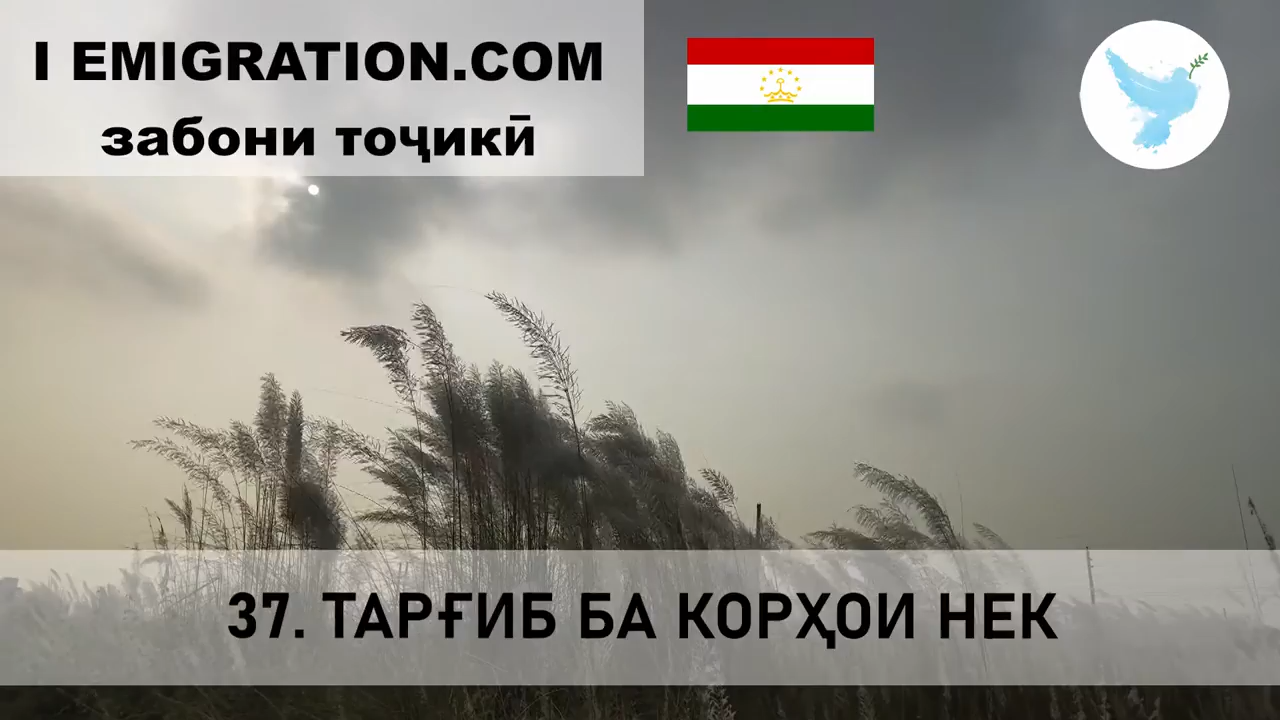 I EMIGRATION.COM
забони тоҷикӣ
37. ТАРҒИБ БА КОРҲОИ НЕК